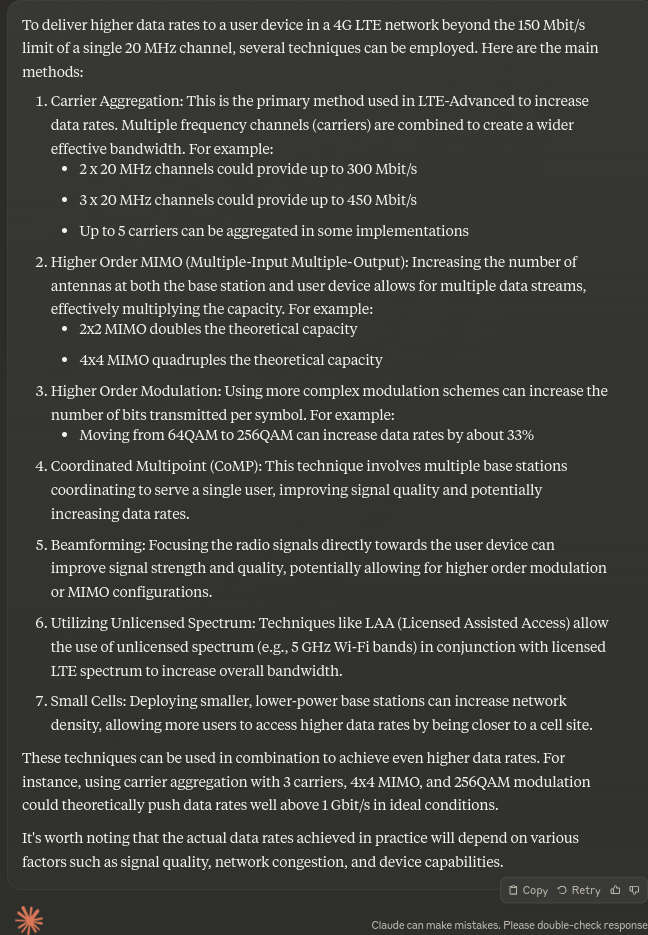 To deliver higher data rates to a user device in a 4G LTE network beyond the 150 Mbit/s
limit of a single 20 MHz channel, several techniques can be employed. Here are the main
methods:
1. Carrier Aggregation: This is the primary method used in LTE-Advanced to increase
data rates. Multiple frequency channels (carriers) are combined to create a wider
effective bandwidth. For example:
• 2 x 20 MHz channels could provide up to 300 Mbit/s
• 3 x 20 MHz channels could provide up to 450 Mbit/s
• Up to 5 carriers can be aggregated in some implementations
2. Higher Order MIMO (Multiple-Input Multiple-Output): Increasing the number of
antennas at both the base station and user device allows for multiple data streams,
effectively multiplying the capacity. For example:
• 2x2 MIMO doubles the theoretical capacity
• 4x4 MIMO quadruples the theoretical capacity
3. Higher Order Modulation: Using more complex modulation schemes can increase the
number of bits transmitted per symbol. For example:
• Moving from 64QAM to 256QAM can increase data rates by about 33%
4. Coordinated Multipoint (CoMP): This technique involves multiple base stations
coordinating to serve a single user, improving signal quality and potentially
increasing data rates.
5. Beamforming: Focusing the radio signals directly towards the user device can
improve signal strength and quality, potentially allowing for higher order modulation
or MIMO configurations.
6. Utilizing Unlicensed Spectrum: Techniques like LAA (Licensed Assisted Access) allow
the use of unlicensed spectrum (e.g., 5 GHz Wi-Fi bands) in conjunction with licensed
LTE spectrum to increase overall bandwidth.
7. Small Cells: Deploying smaller, lower-power base stations can increase network
density, allowing more users to access higher data rates by being closer to a cell site.
These techniques can be used in combination to achieve even higher data rates. For
instance, using carrier aggregation with 3 carriers, 4x4 MIMO, and 256QAM modulation
could theoretically push data rates well above 1 Gbit/s in ideal conditions.
It's worth noting that the actual data rates achieved in practice will depend on various
factors such as signal quality, network congestion, and device capabilities.
Copy Retry
Claude can make mistakes. Please double-check response